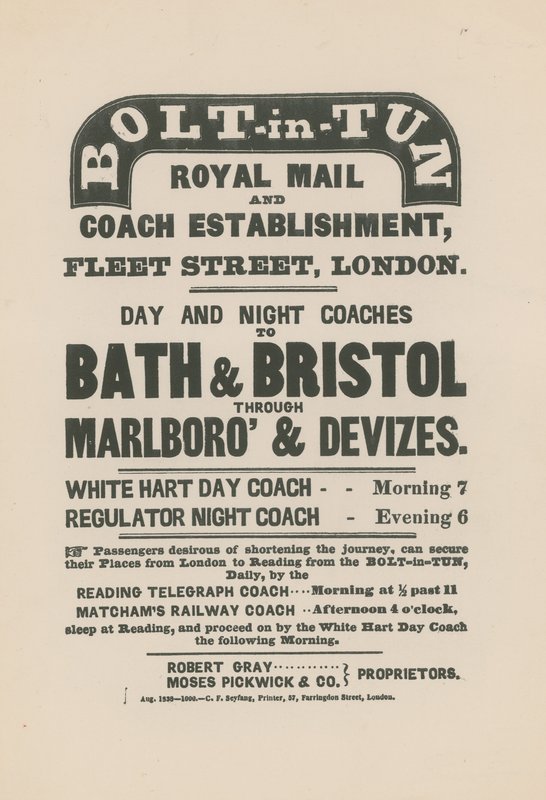 BOLT-in-TUN
ROYAL MAIL
AND
COACH ESTABLISHMENT,
FLEET STREET, LONDON.
DAY AND NIGHT COACHES
TO
BATH & BRISTOL
THROUGH
MARLBORO' & DEVIZES.
WHITE HART DAY COACH - - Morning 7
REGULATOR NIGHT COACH - Evening 6
☞ Passengers desirous of shortening the journey, can secure
their Places from London to Reading from the BOLT-in-TUN,
Daily, by the
READING TELEGRAPH COACH····Morning at ½ past 11
MATCHAM'S RAILWAY COACH ··Afternoon 4 o'clock,
sleep at Reading, and proceed on by the White Hart Day Coach
the following Morning.
ROBERT GRAY············
MOSES PICKWICK & CO. } PROPRIETORS.
Aug. 1838—1000.—C. F. Seyfang, Printer, 57, Farringdon Street, London.